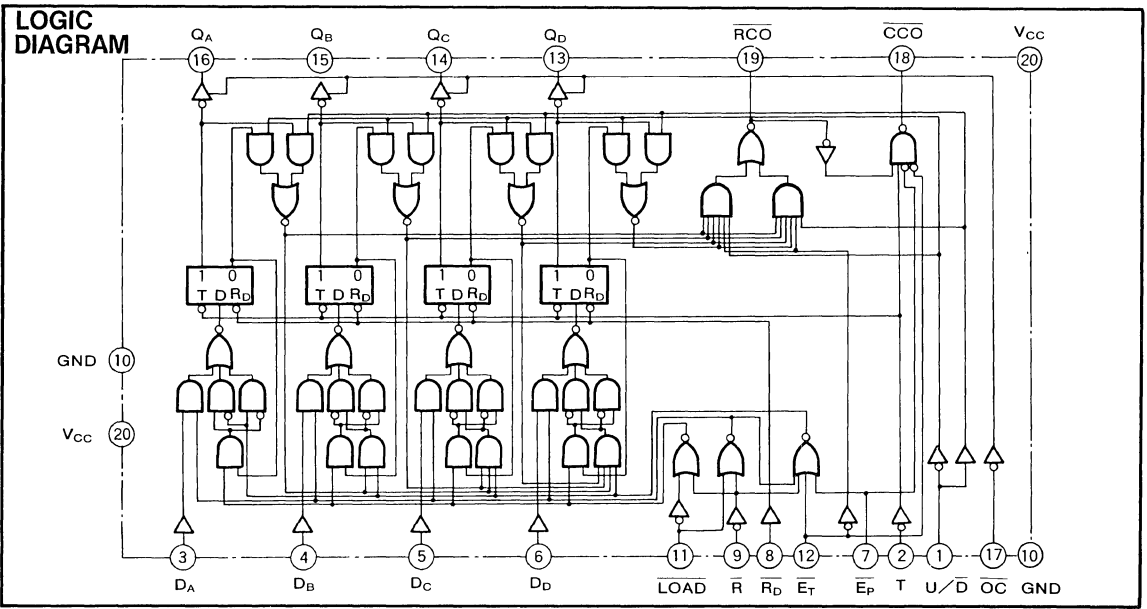 LOGIC
DIAGRAM
QA QB QC QD RCO CCO VCC
16 15 14 13 19 18 20
1 0 1 0 1 0 1 0
T D RD T D RD T D RD T D RD
GND 10
VCC 20
3 4 5 6 11 9 8 12 7 2 1 17 10
DA DB DC DD LOAD R RD ET EP T U/D OC GND